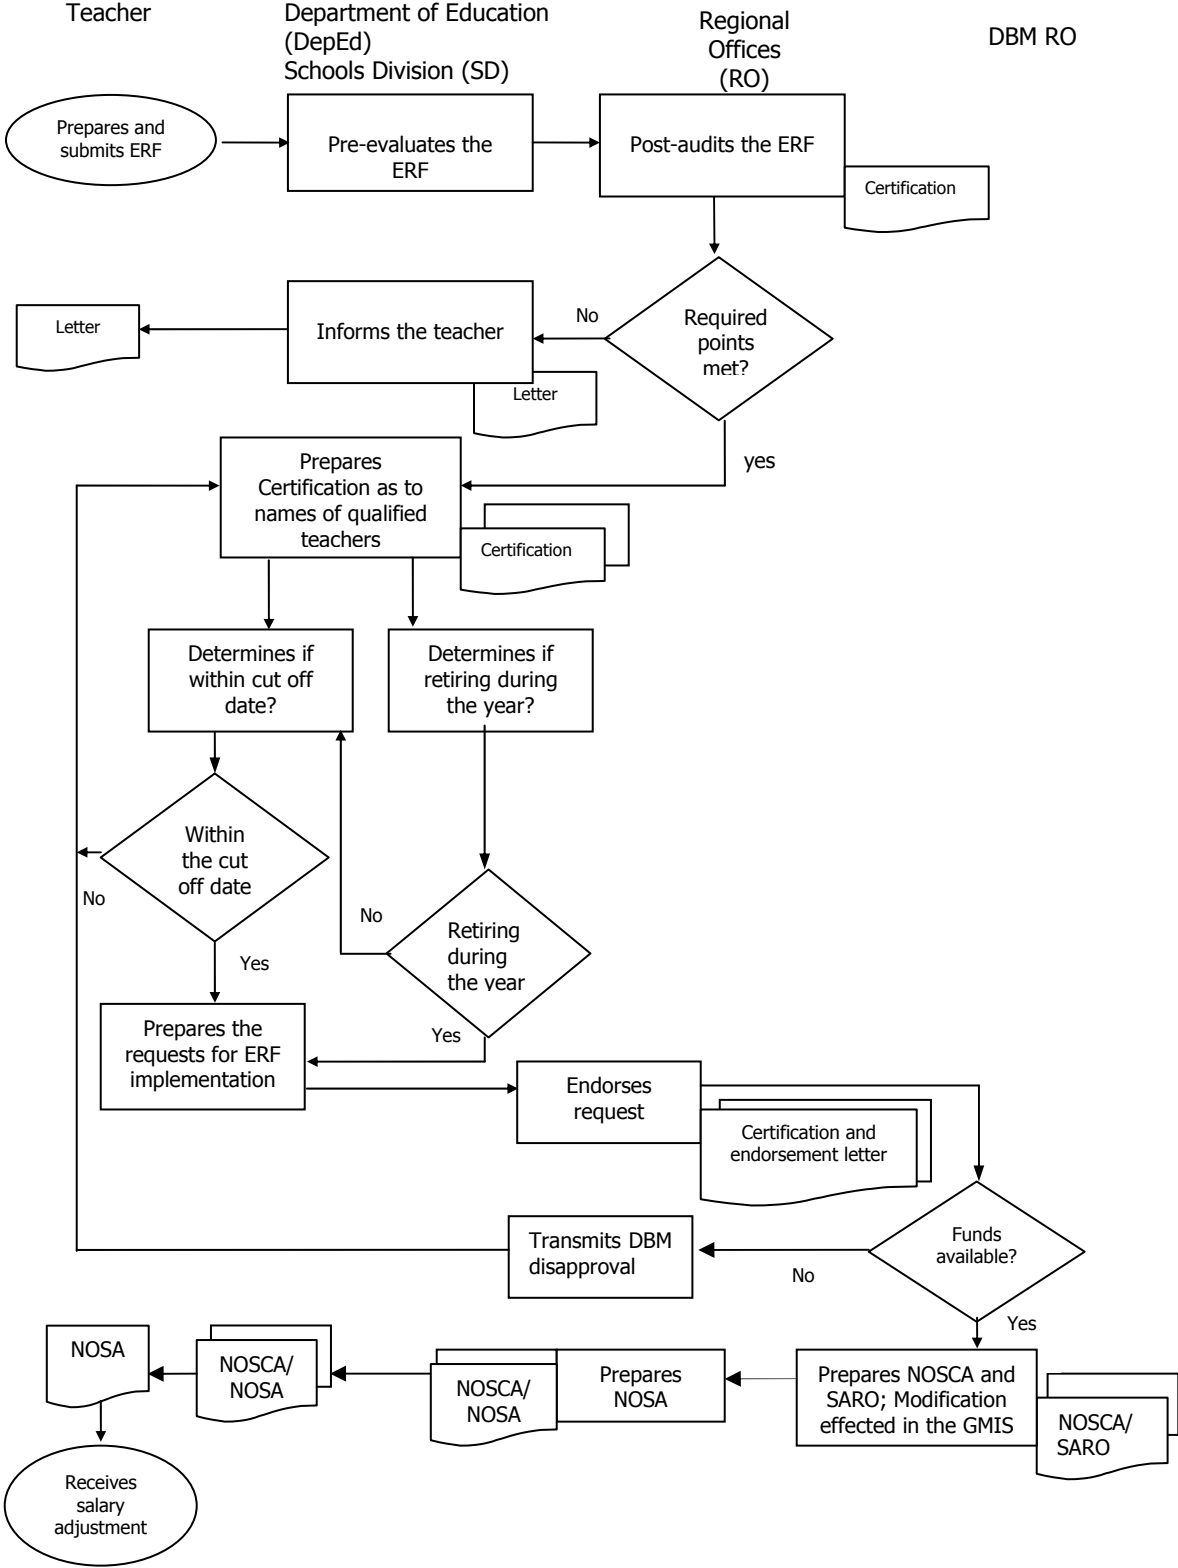 Teacher
Department of Education
(DepEd)
Schools Division (SD)
Regional
Offices
(RO)
DBM RO
Prepares and
submits ERF
Pre-evaluates the
ERF
Post-audits the ERF
Certification
Letter
Informs the teacher
Letter
No
Required
points
met?
yes
Prepares
Certification as to
names of qualified
teachers
Certification
Determines if
within cut off
date?
Determines if
retiring during
the year?
Within
the cut
off date
No
Yes
No
Retiring
during
the year
Yes
Prepares the
requests for ERF
implementation
Endorses
request
Certification and
endorsement letter
Transmits DBM
disapproval
No
Funds
available?
Yes
NOSA
NOSCA/
NOSA
NOSCA/
NOSA
Prepares
NOSA
Prepares NOSCA and
SARO; Modification
effected in the GMIS
NOSCA/
SARO
Receives
salary
adjustment